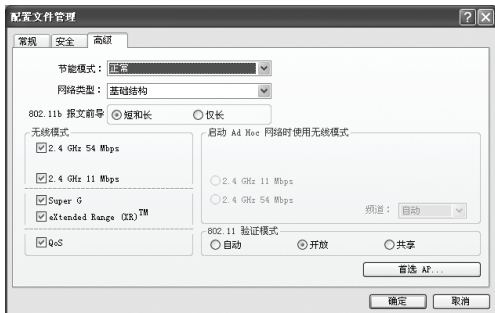 配置文件管理
常规 安全 高级
节能模式： 正常
网络类型： 基础结构
802.11b 报文前导 短和长 仅长
无线模式
2.4 GHz 54 Mbps
2.4 GHz 11 Mbps
Super G
eXtended Range (XR)TM
QoS
启动 Ad Hoc 网络时使用无线模式
2.4 GHz 11 Mbps
2.4 GHz 54 Mbps
频道： 自动
802.11 验证模式
自动 开放 共享
首选 AP...
确定 取消